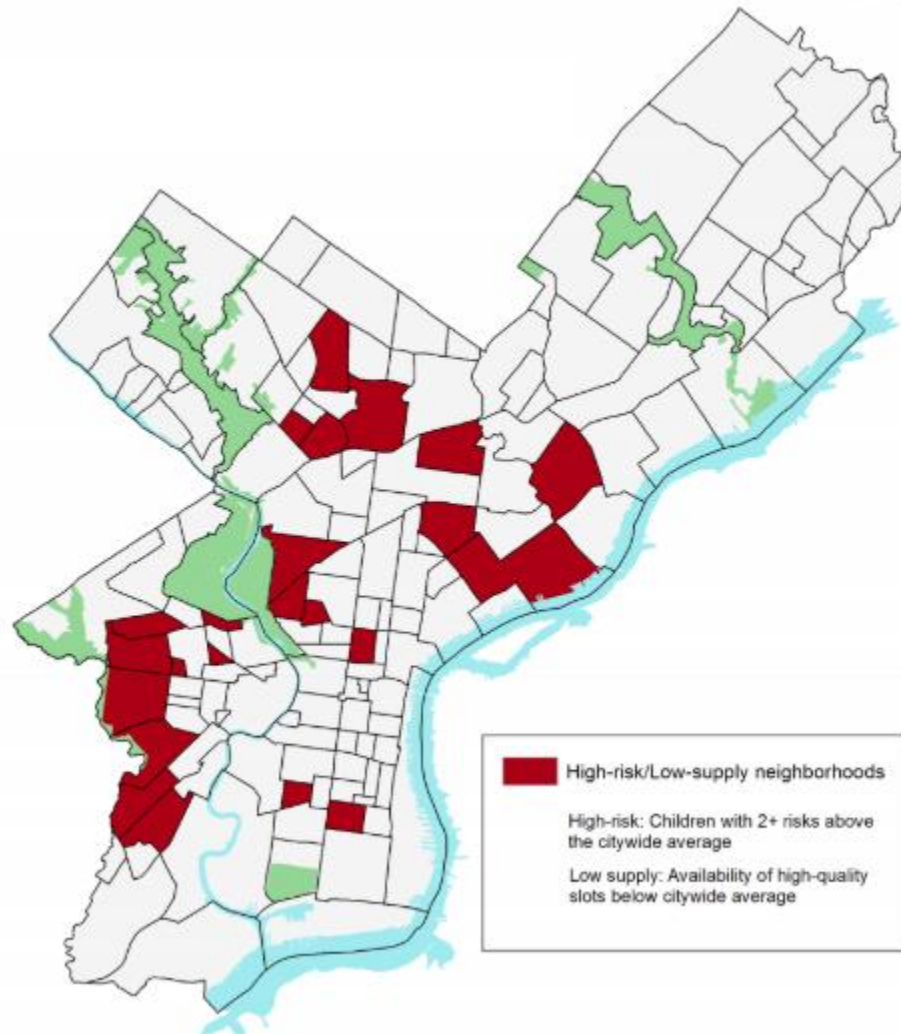 High-risk/Low-supply neighborhoods
High-risk: Children with 2+ risks above
the citywide average
Low supply: Availability of high-quality
slots below citywide average